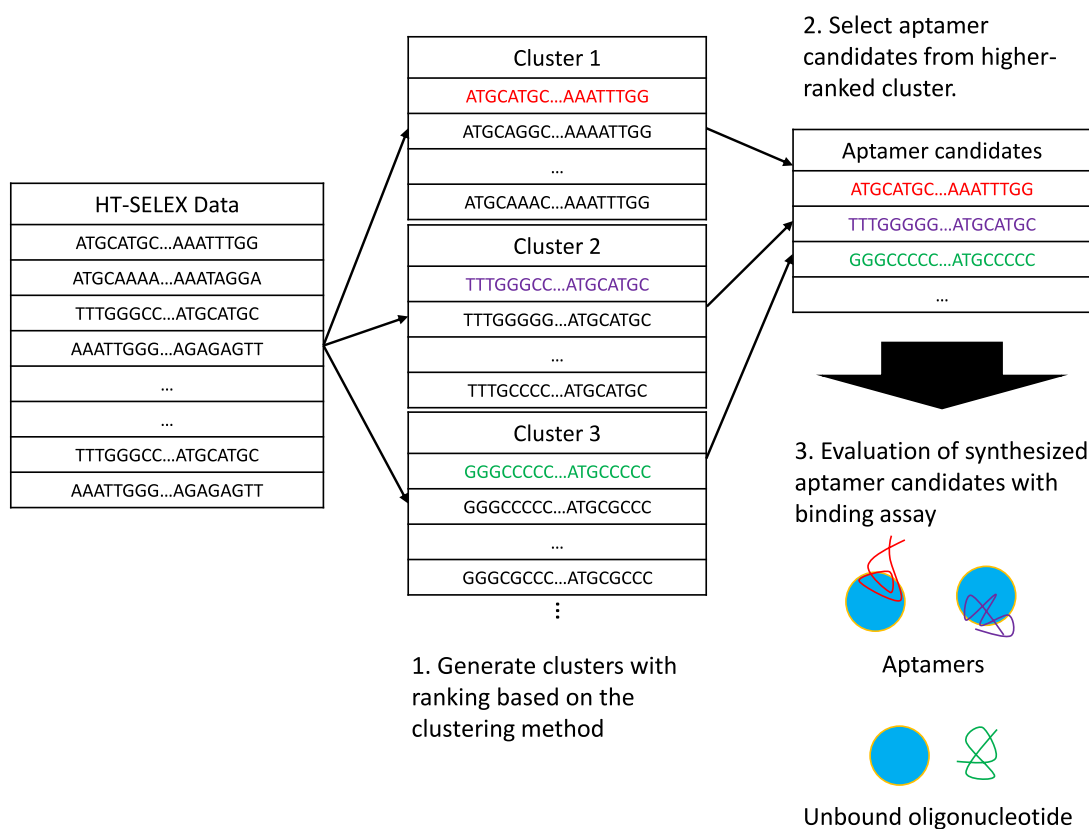 HT-SELEX Data
ATGCATGC...AAATTTGG
ATGCAAAA...AAATAGGA
TTTGGGCC...ATGCATGC
AAATTGGG...AGAGAGTT
...
...
TTTGGGCC...ATGCATGC
AAATTGGG...AGAGAGTT
Cluster 1
ATGCATGC...AAATTTGG
ATGCAGGC...AAAATTGG
...
ATGCAAAC...AAATTTGG
Cluster 2
TTTGGGCC...ATGCATGC
TTTGGGGG...ATGCATGC
...
TTTGCCCC...ATGCATGC
Cluster 3
GGGCCCCC...ATGCCCCC
GGGCCCCC...ATGCGCCC
...
GGGCGCCC...ATGCGCCC
⋮
1. Generate clusters with
ranking based on the
clustering method
2. Select aptamer
candidates from higher-
ranked cluster.
Aptamer candidates
ATGCATGC...AAATTTGG
TTTGGGGG...ATGCATGC
GGGCCCCC...ATGCCCCC
...
3. Evaluation of synthesized
aptamer candidates with
binding assay
Aptamers
Unbound oligonucleotide